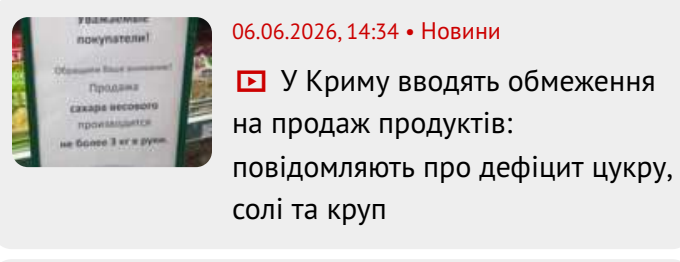 Уважаемые
покупатели!
Обращаем Ваше внимание!
Продажа
сахара весового
производится
не более 3 кг в руки.
06.06.2026, 14:34 • Новини
У Криму вводять обмеження
на продаж продуктів:
повідомляють про дефіцит цукру,
солі та круп